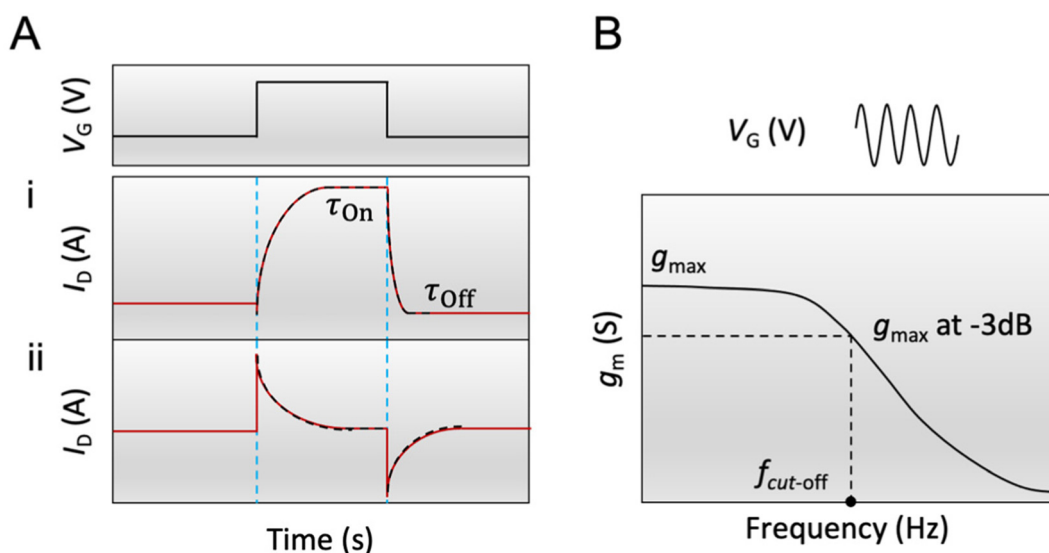 A
V_G (V)
i
I_D (A)
τ_On
τ_Off
ii
I_D (A)
Time (s)
B
V_G (V)
g_max
g_max at -3dB
g_m (S)
f_cut-off
Frequency (Hz)